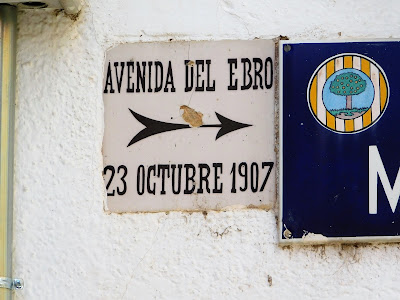 AVENIDA DEL EBRO
23 OCTUBRE 1907
M